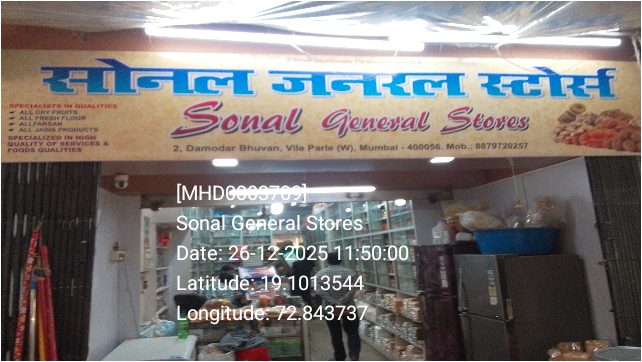 सोनल जनरल स्टोर्स
SPECIALISTS IN QUALITIES
ALL DRY FRUITS
ALL FRESH FLOUR
ALL FARSAN
ALL JAINS PRODUCTS
SPECIALIZED IN HIGH
QUALITY OF SERVICES &
FOODS QUALITIES
Sonal General Stores
2, Damodar Bhuvan, Vile Parle (W), Mumbai - 400056. Mob.: 8879720257
[MHD0003709]
Sonal General Stores
Date: 26-12-2025 11:50:00
Latitude: 19.1013544
Longitude: 72.843737